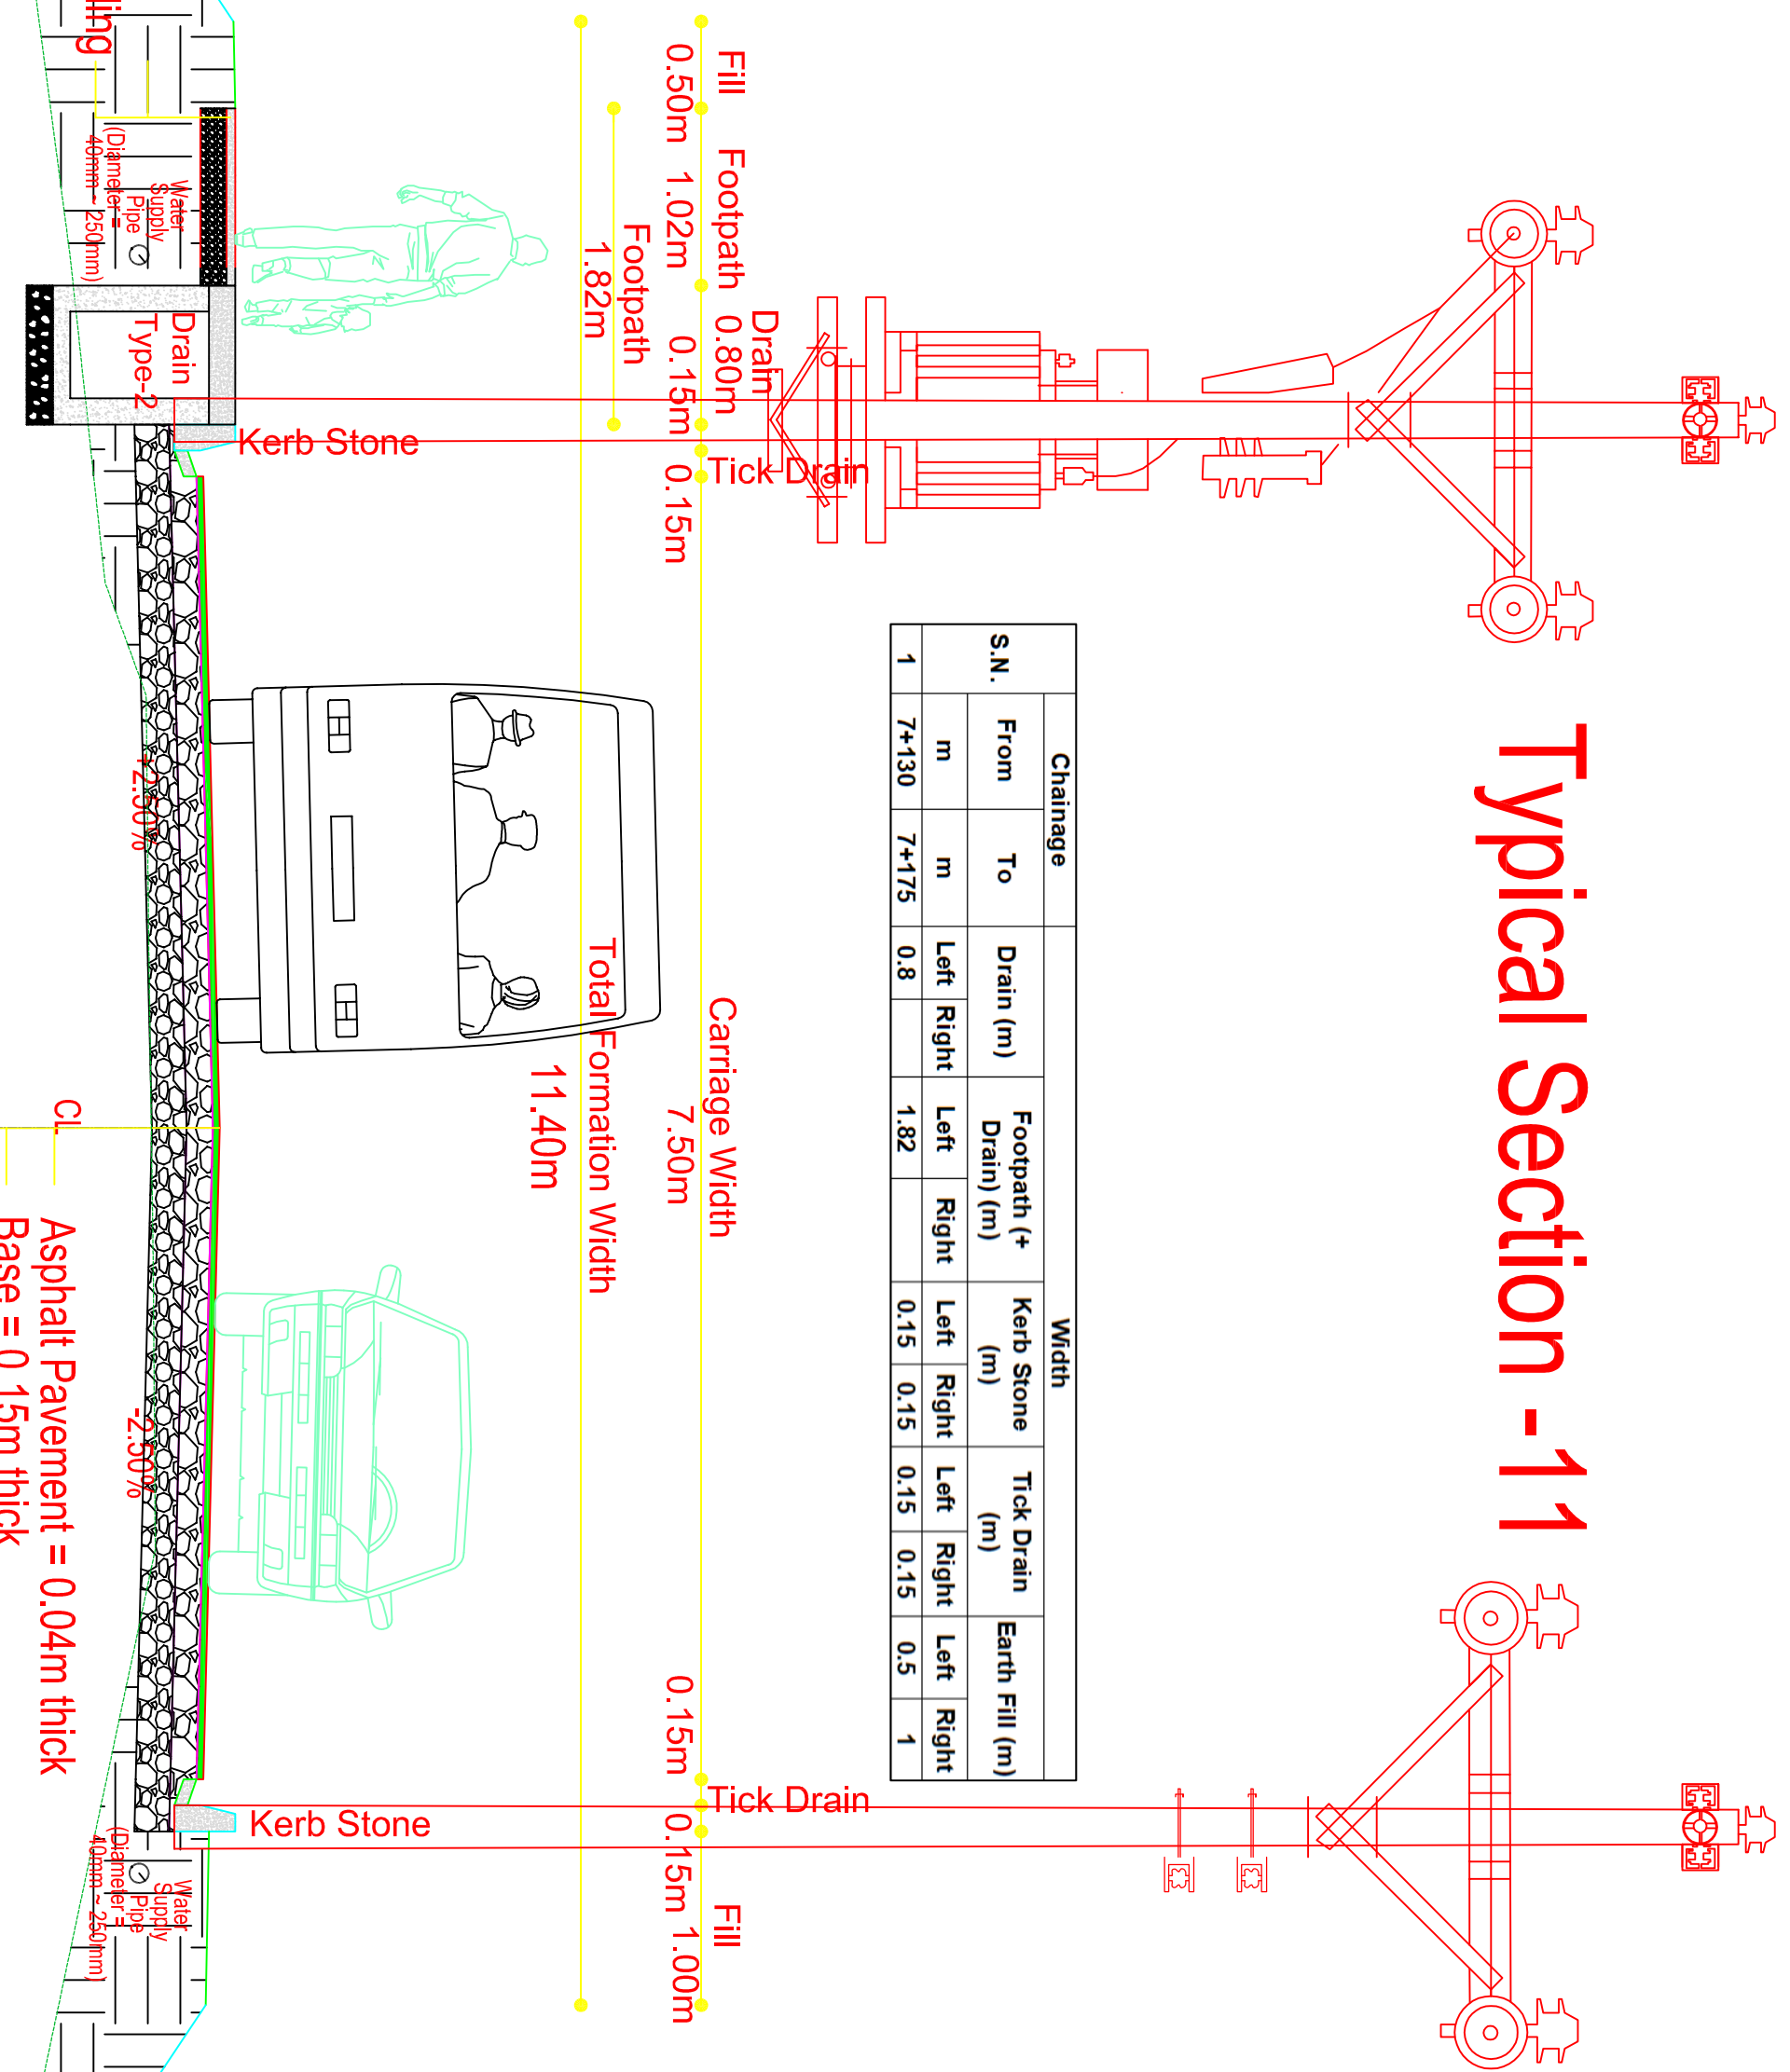 Typical Section - 11
S.N.
Chainage
Width
From
To
Drain (m)
Footpath (+
Drain) (m)
Kerb Stone
(m)
Tick Drain
(m)
Earth Fill (m)
m
m
Left
Right
Left
Right
Left
Right
Left
Right
Left
Right
1
7+130
7+175
0.8
1.82
0.15
0.15
0.15
0.15
0.5
1
Fill
0.50m
Footpath
1.02m
Drain
0.80m
0.15m
Tick Drain
0.15m
Carriage Width
7.50m
0.15m
Tick Drain
0.15m
Fill
1.00m
Footpath
1.82m
Total Formation Width
11.40m
Kerb Stone
Kerb Stone
Water
Supply
Pipe
(Diameter =
40mm ~ 250mm)
Drain
Type-2
-2.50%
Water
Supply
Pipe
(Diameter =
40mm ~ 250mm)
CL
Asphalt Pavement = 0.04m thick
Base = 0.15m thick